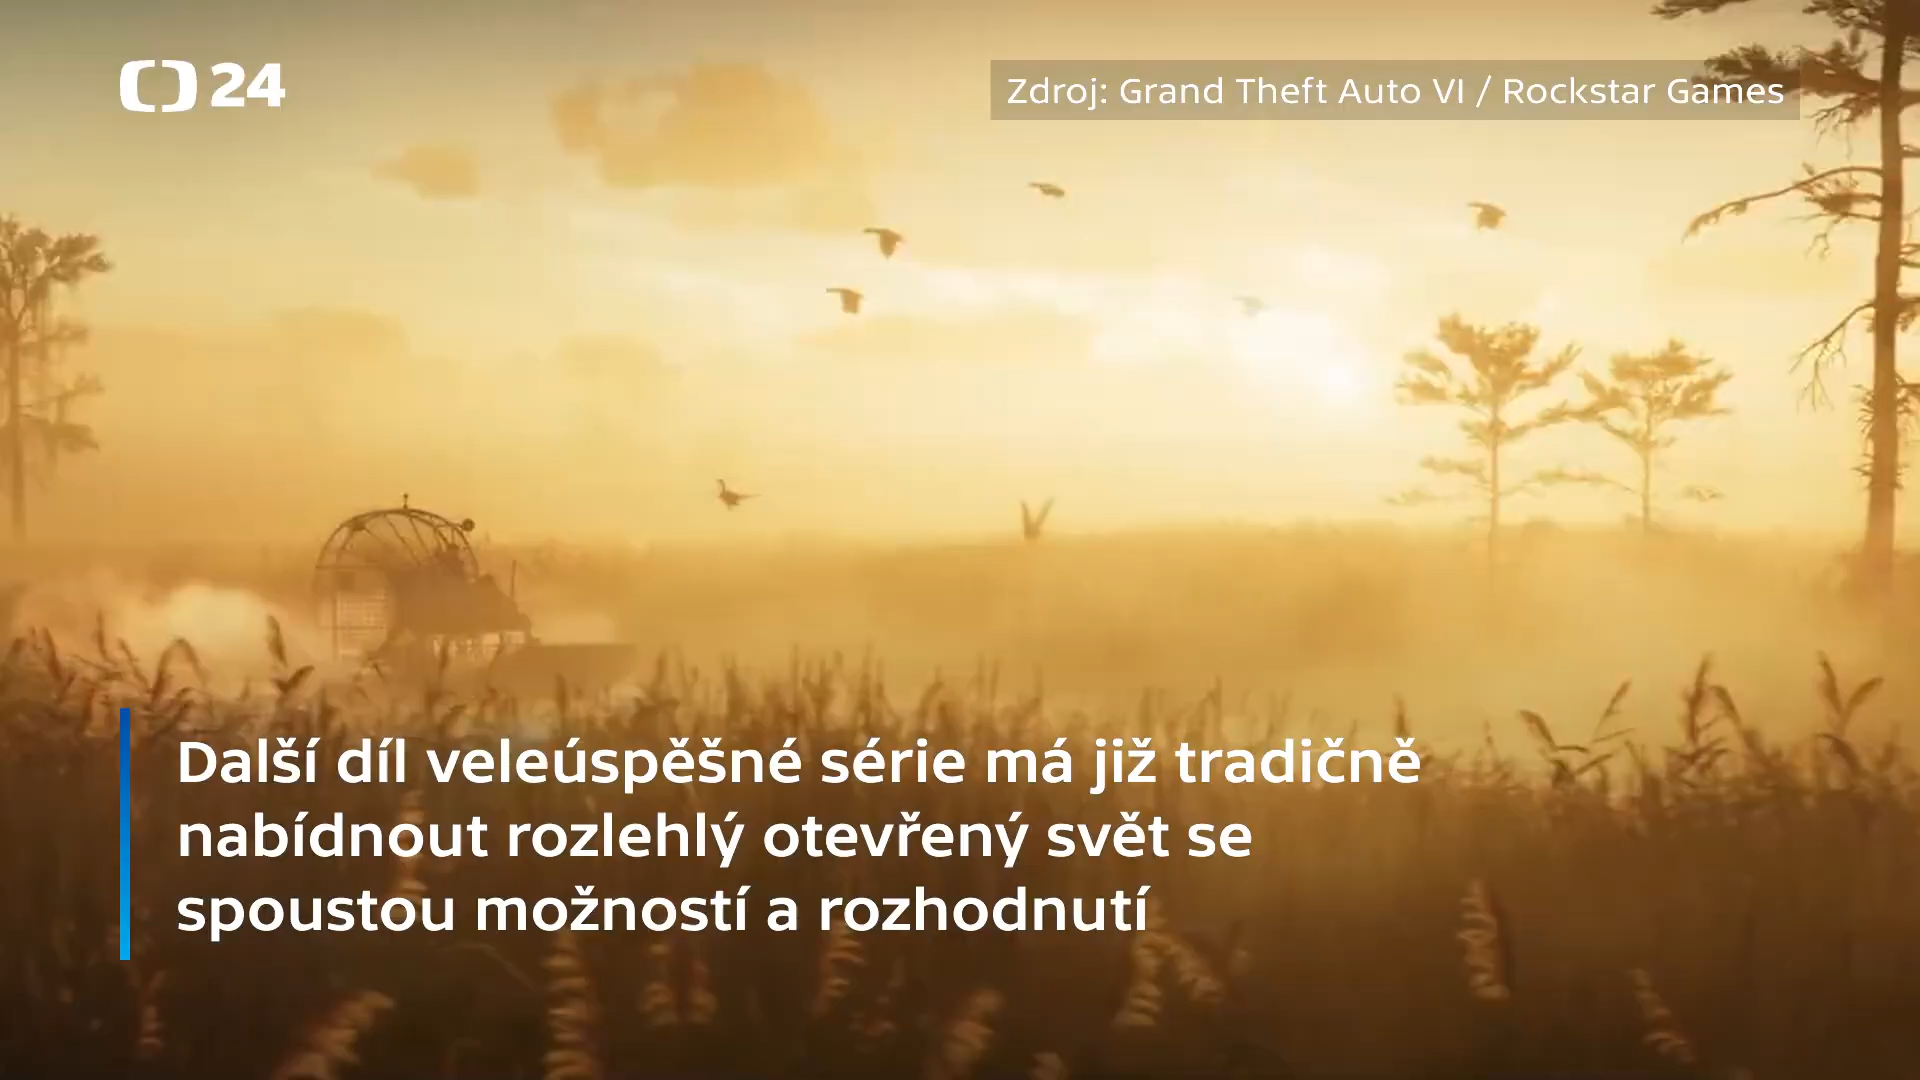 24
Zdroj: Grand Theft Auto VI / Rockstar Games
Další díl veleúspěšné série má již tradičně
nabídnout rozlehlý otevřený svět se
spoustou možností a rozhodnutí